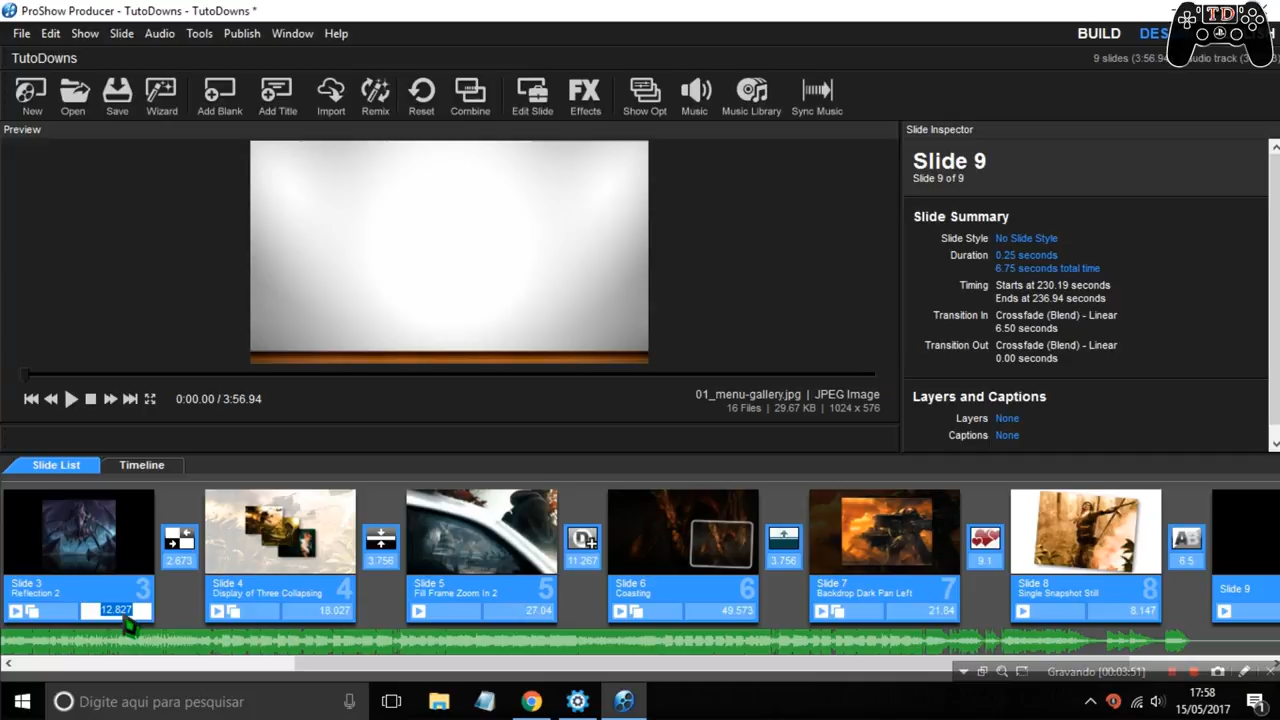 ProShow Producer - TutoDowns - TutoDowns *
TD
File Edit Show Slide Audio Tools Publish Window Help
BUILD
TutoDowns
9 slides
New Open Save Wizard Add Blank Add Title Import Remix Reset Combine Edit Slide Effects Show Opt Music Music Library Sync Music
FX
Preview
Slide Inspector
Slide 9
Slide 9 of 9
Slide Summary
Slide Style No Slide Style
Duration 0.25 seconds
6.75 seconds total time
Timing Starts at 230.19 seconds
Ends at 236.94 seconds
Transition In Crossfade (Blend) - Linear
6.50 seconds
Transition Out Crossfade (Blend) - Linear
0.00 seconds
0:00.00 / 3:56.94
01_menu-gallery.jpg | JPEG Image
16 Files | 29.67 KB | 1024 x 576
Layers and Captions
Layers None
Captions None
Slide List Timeline
AB
2.673 3.756 11.267 3.756 9.1 6.5
Slide 3 Slide 4 Slide 5 Slide 6 Slide 7 Slide 8 Slide 9
Reflection 2 3 Display of Three Collapsing 4 Fill Frame Zoom In 2 5 Coasting 6 Backdrop Dark Pan Left 7 Single Snapshot Still 8
12.827 18.027 27.04 49.573 21.84 8.147
Gravando [00:03:51]
Digite aqui para pesquisar
17:58
15/05/2017
1